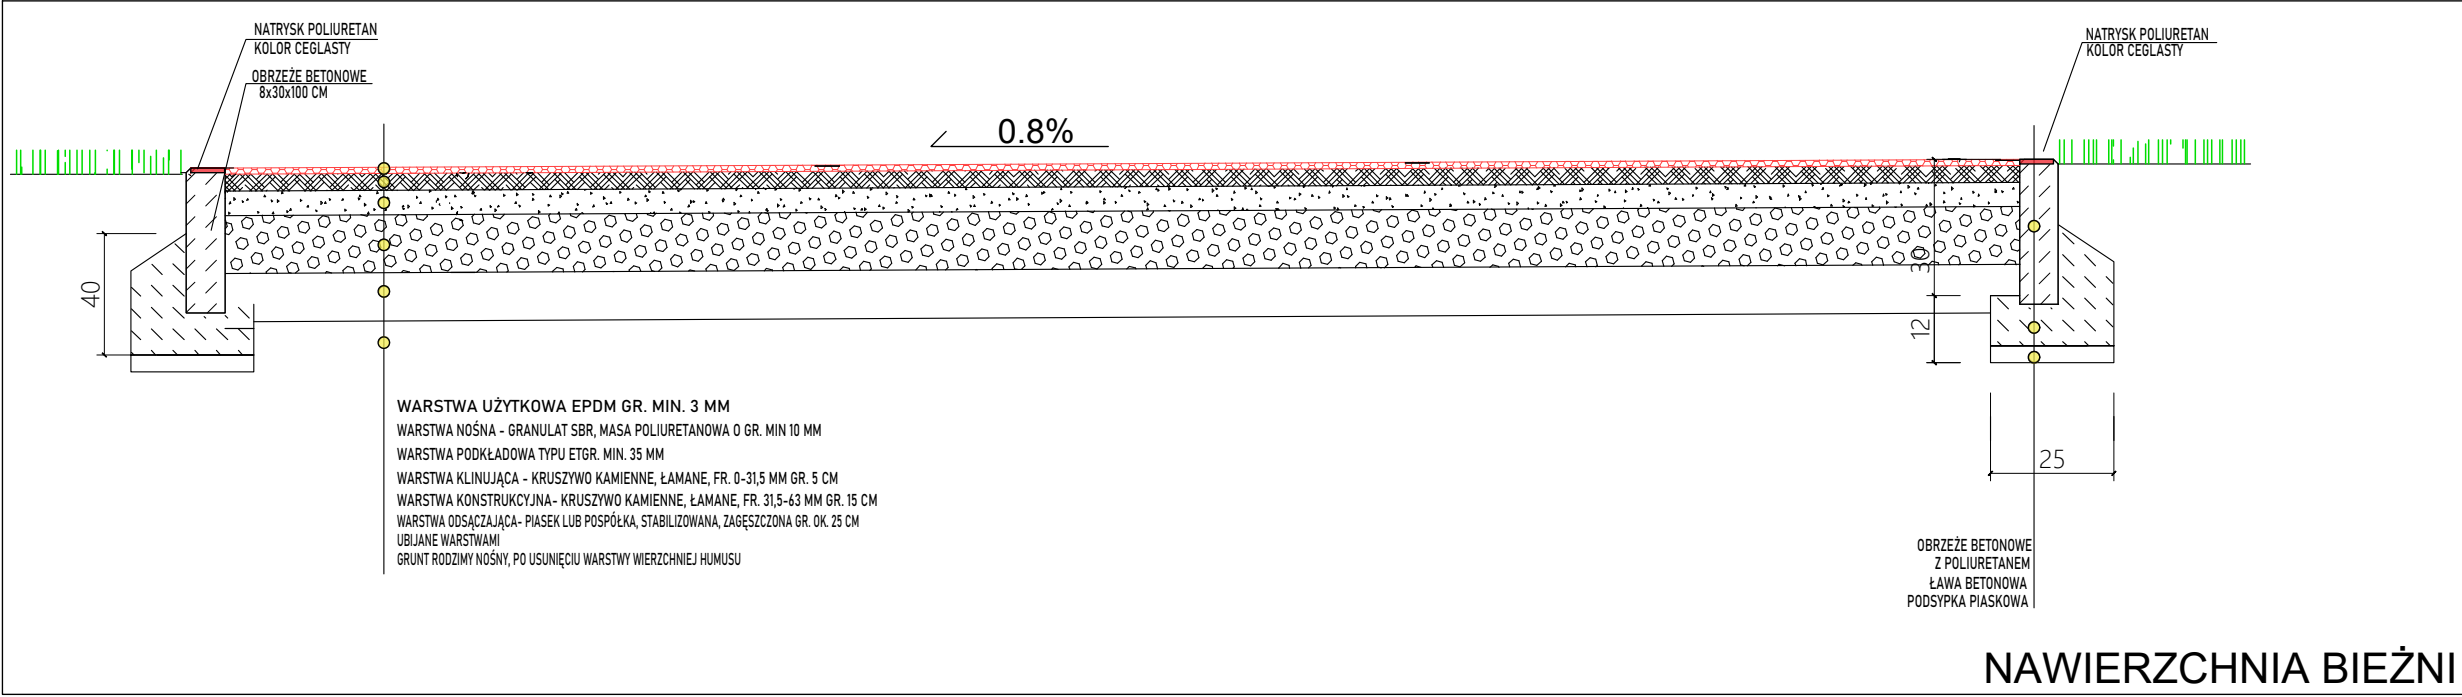 NATRYSK POLIURETAN
KOLOR CEGLASTY
OBRZEŻE BETONOWE
8x30x100 CM
NATRYSK POLIURETAN
KOLOR CEGLASTY
0.8%
40
30
12
25
WARSTWA UŻYTKOWA EPDM GR. MIN. 3 MM
WARSTWA NOŚNA - GRANULAT SBR, MASA POLIURETANOWA O GR. MIN 10 MM
WARSTWA PODKŁADOWA TYPU ETGR. MIN. 35 MM
WARSTWA KLINUJĄCA - KRUSZYWO KAMIENNE, ŁAMANE, FR. 0-31,5 MM GR. 5 CM
WARSTWA KONSTRUKCYJNA- KRUSZYWO KAMIENNE, ŁAMANE, FR. 31,5-63 MM GR. 15 CM
WARSTWA ODSĄCZAJĄCA- PIASEK LUB POSPÓŁKA, STABILIZOWANA, ZAGĘSZCZONA GR. OK. 25 CM
UBIJANE WARSTWAMI
GRUNT RODZIMY NOŚNY, PO USUNIĘCIU WARSTWY WIERZCHNIEJ HUMUSU
OBRZEŻE BETONOWE
Z POLIURETANEM
ŁAWA BETONOWA
PODSYPKA PIASKOWA
NAWIERZCHNIA BIEŻNI